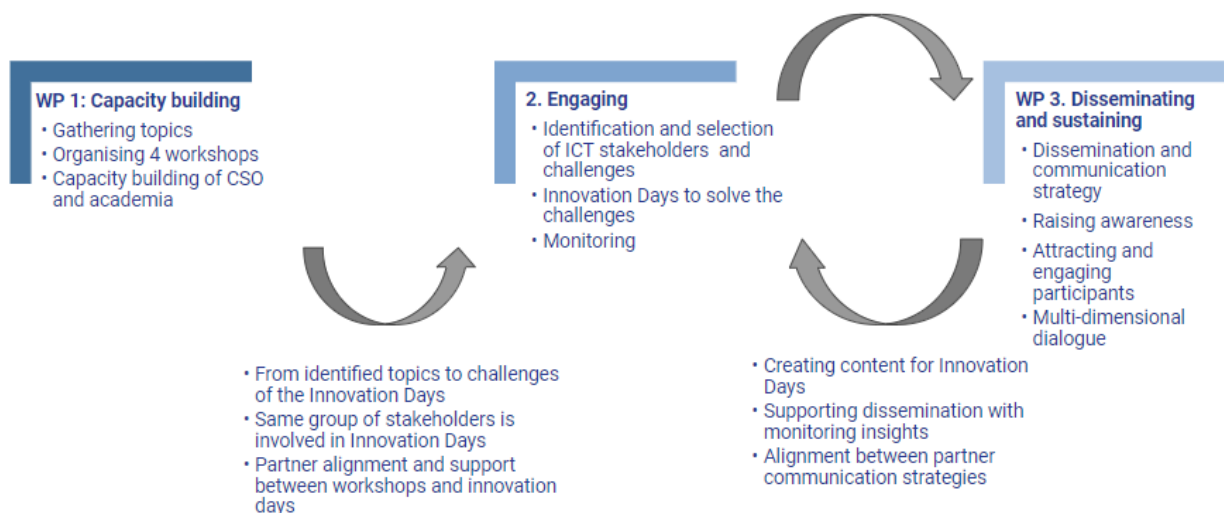 WP 1: Capacity building
• Gathering topics
• Organising 4 workshops
• Capacity building of CSO
and academia
2. Engaging
• Identification and selection
of ICT stakeholders and
challenges
• Innovation Days to solve the
challenges
• Monitoring
WP 3. Disseminating
and sustaining
• Dissemination and
communication
strategy
• Raising awareness
• Attracting and
engaging
participants
• Multi-dimensional
dialogue
• From identified topics to challenges
of the Innovation Days
• Same group of stakeholders is
involved in Innovation Days
• Partner alignment and support
between workshops and innovation
days
• Creating content for Innovation
Days
• Supporting dissemination with
monitoring insights
• Alignment between partner
communication strategies